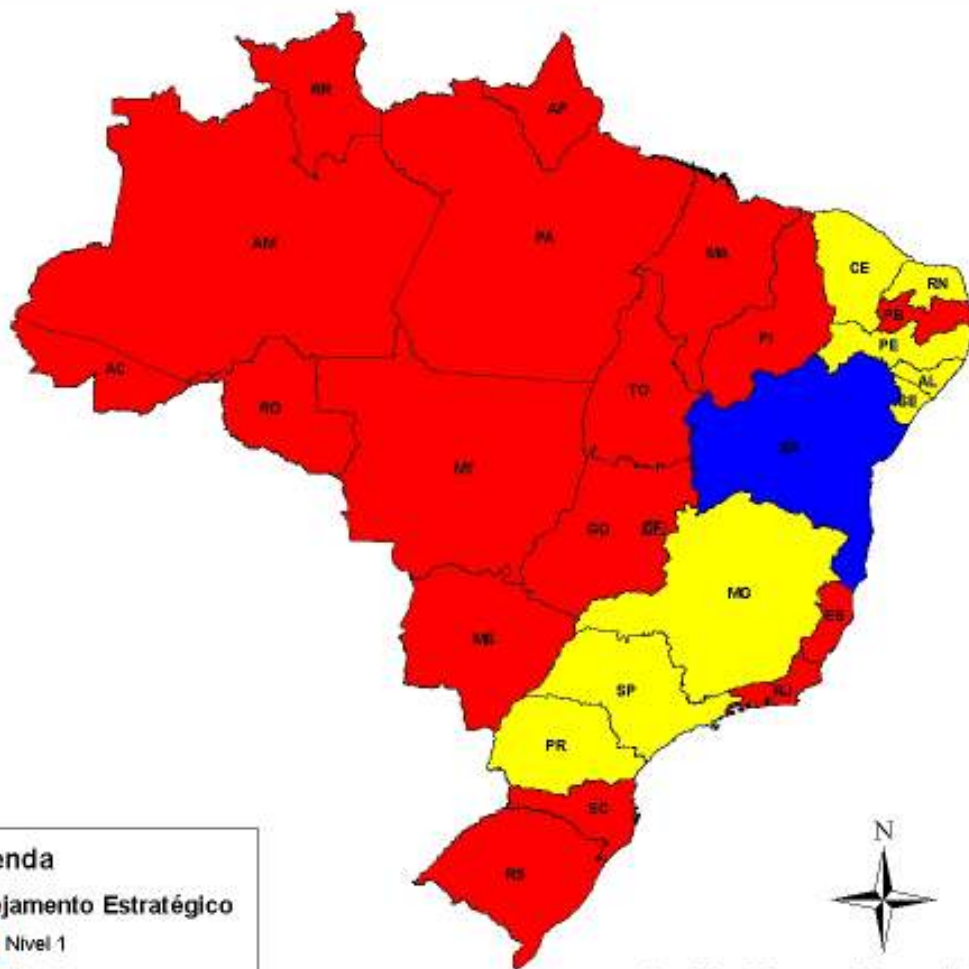 RR
AP
AM
PA
MA
CE
RN
PB
PI
PE
AC
TO
AL
SE
RO
BA
MT
GO
DF
MG
ES
MS
SP
RJ
PR
SC
RS
N
enda
ejamento Estratégico
Nivel 1